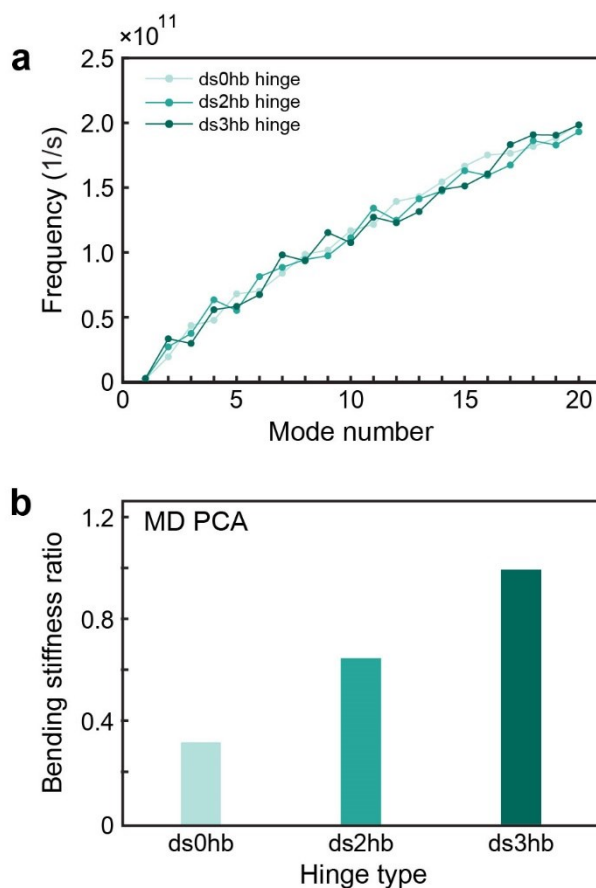 a
×10¹¹
2.5
2.0
1.5
1.0
0.5
0
Frequency (1/s)
ds0hb hinge
ds2hb hinge
ds3hb hinge
0 5 10 15 20
Mode number
b
MD PCA
1.2
0.8
0.4
0
Bending stiffness ratio
ds0hb ds2hb ds3hb
Hinge type